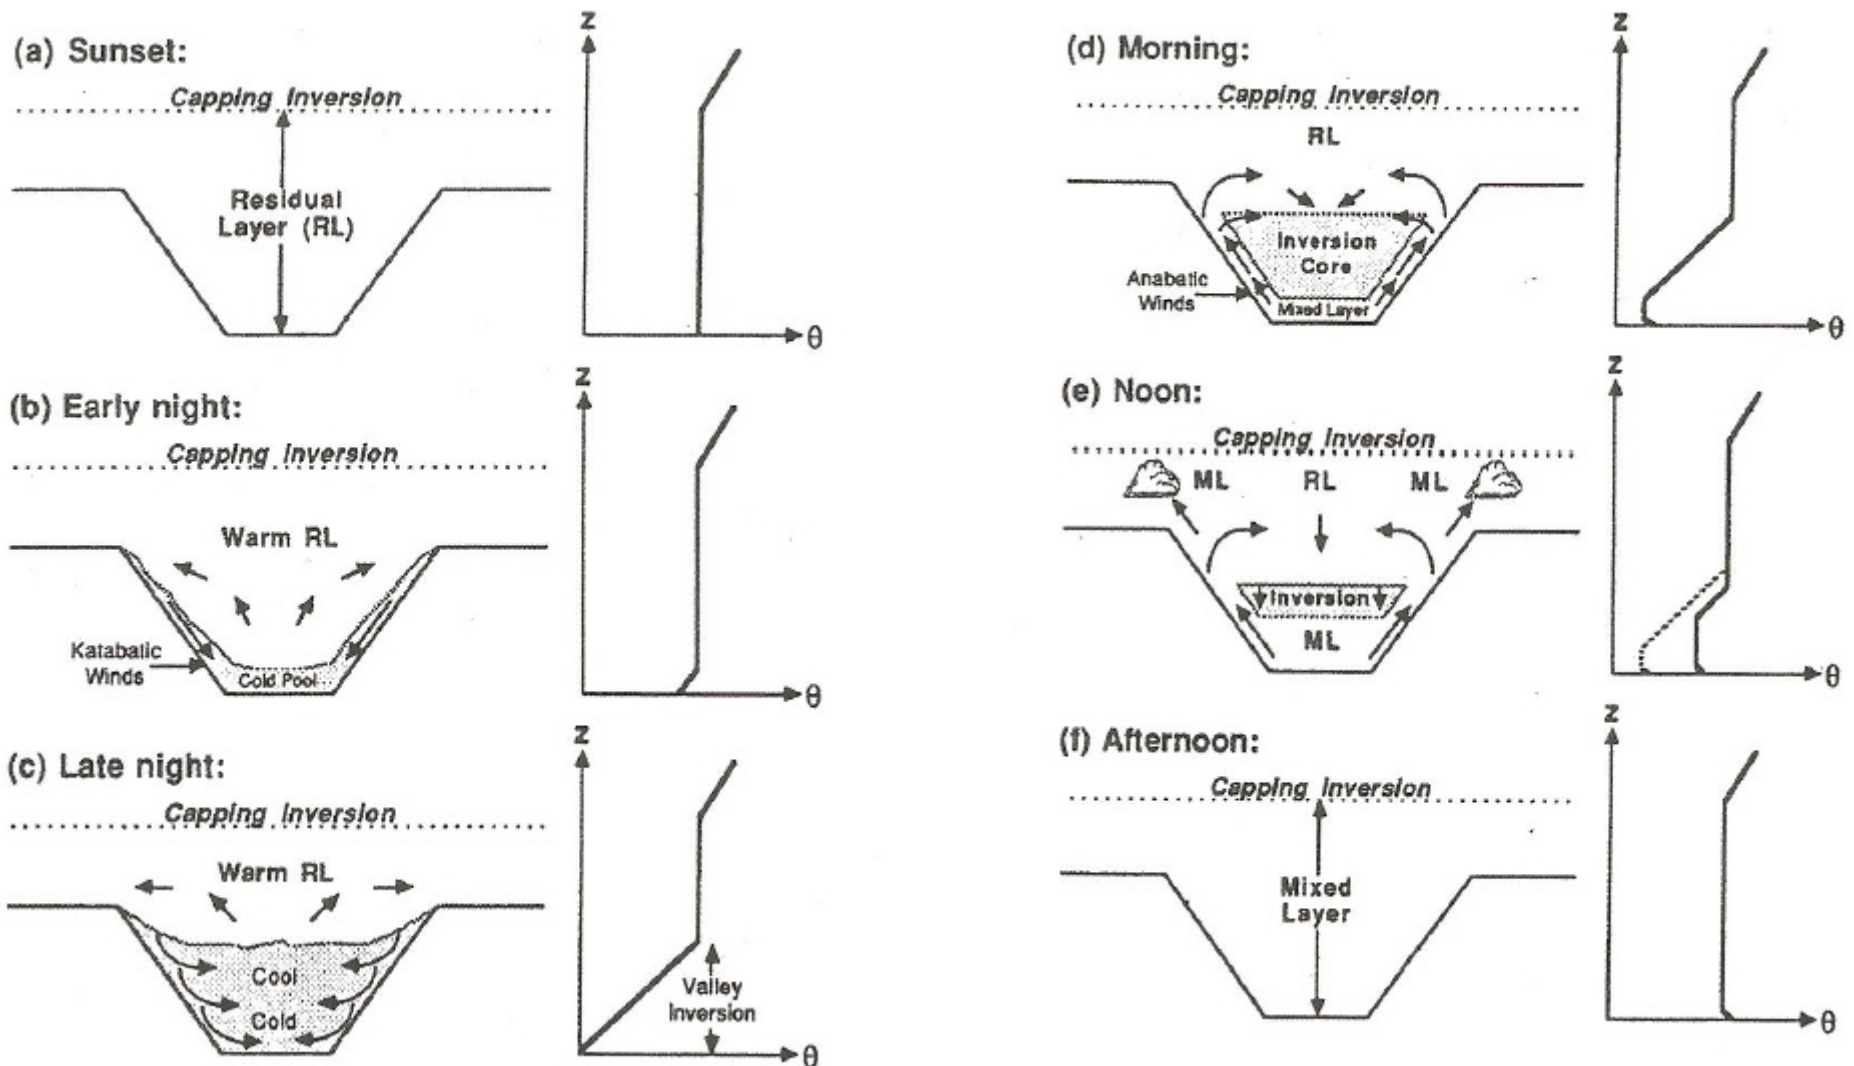 (a) Sunset:
Capping Inversion
Residual
Layer (RL)
Z
θ
(b) Early night:
Capping Inversion
Warm RL
Katabatic
Winds
Cold Pool
Z
θ
(c) Late night:
Capping Inversion
Warm RL
Cool
Cold
Z
Valley
Inversion
θ
(d) Morning:
Capping Inversion
RL
Inversion
Core
Anabatic
Winds
Mixed Layer
Z
θ
(e) Noon:
Capping Inversion
ML RL ML
Inversion
ML
Z
θ
(f) Afternoon:
Capping Inversion
Mixed
Layer
Z
θ